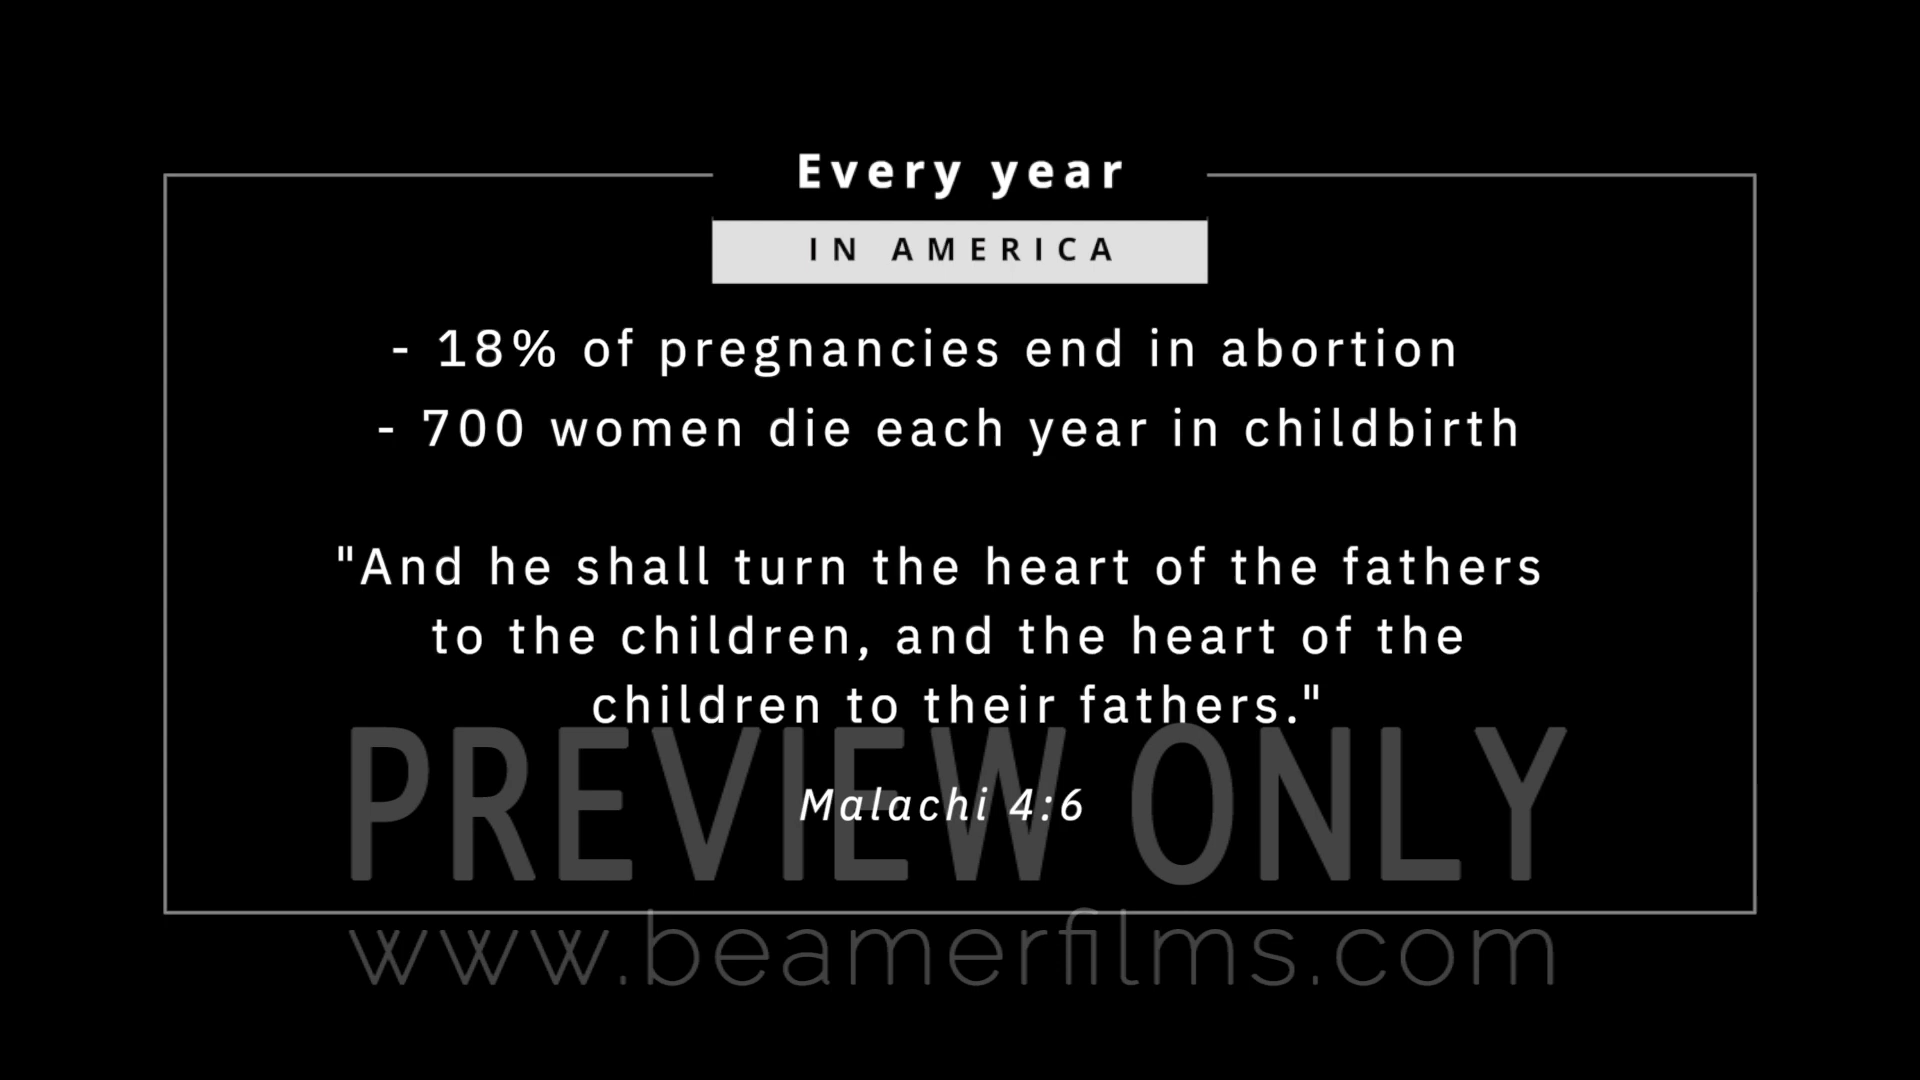 Every year
IN AMERICA
- 18% of pregnancies end in abortion
- 700 women die each year in childbirth
"And he shall turn the heart of the fathers
to the children, and the heart of the
children to their fathers."
Malachi 4:6
PREVIEW ONLY
www.beamerfilms.com